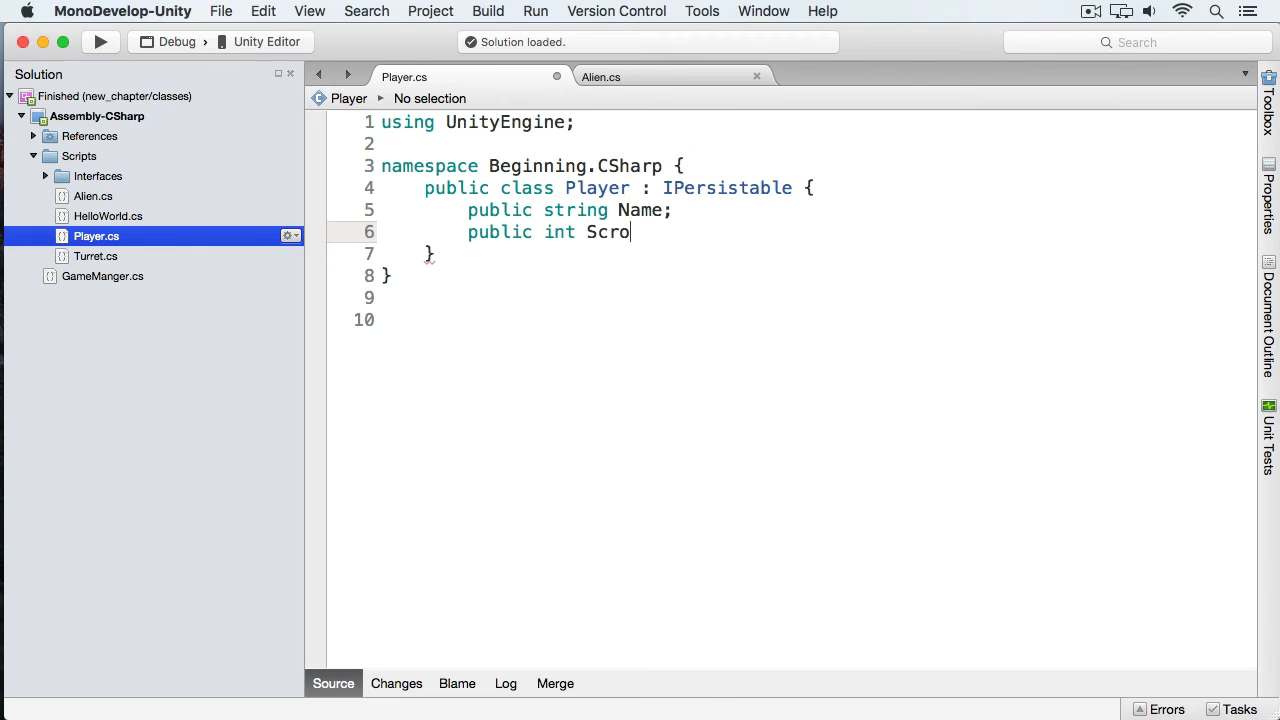 MonoDevelop-Unity File Edit View Search Project Build Run Version Control Tools Window Help
Debug › Unity Editor
Solution loaded.
Search
Solution
Player.cs
Alien.cs
Finished (new_chapter/classes)
Assembly-CSharp
References
Scripts
Interfaces
Alien.cs
HelloWorld.cs
Player.cs
Turret.cs
GameManger.cs
Player
No selection
1 using UnityEngine;
2
3 namespace Beginning.CSharp {
4 public class Player : IPersistable {
5 public string Name;
6 public int Scro
7 }
8 }
9
10
Toolbox
Properties
Document Outline
Unit Tests
Source Changes Blame Log Merge
Errors Tasks